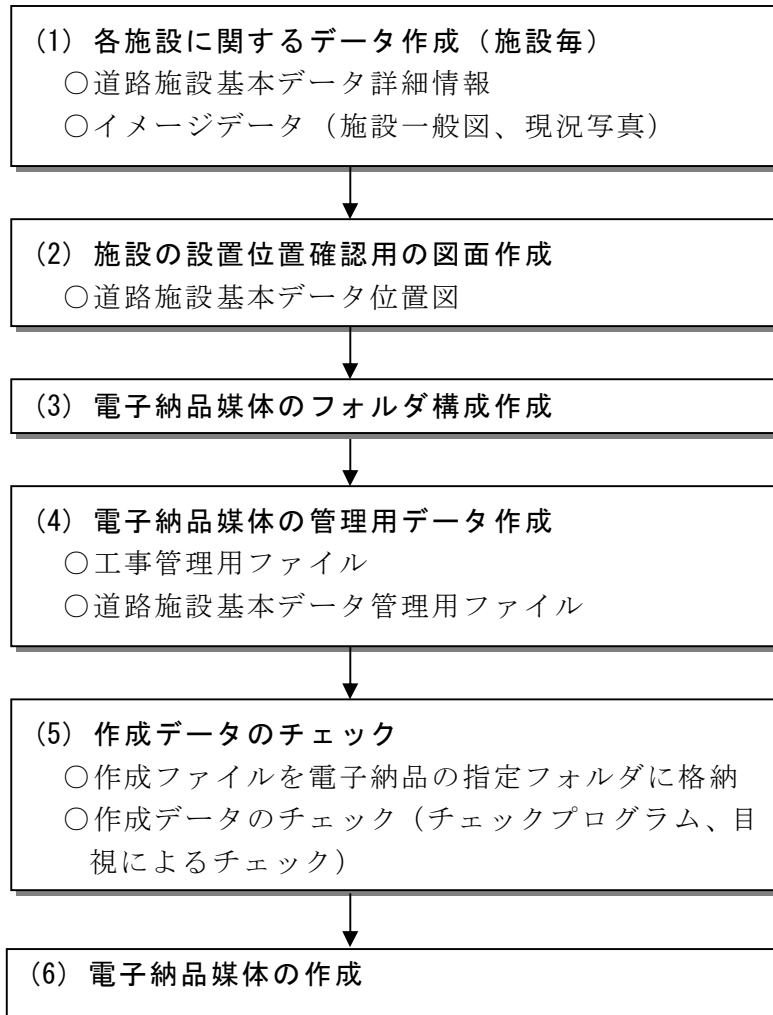 (1) 各施設に関するデータ作成（施設毎）
○道路施設基本データ詳細情報
○イメージデータ（施設一般図、現況写真）
(2) 施設の設置位置確認用の図面作成
○道路施設基本データ位置図
(3) 電子納品媒体のフォルダ構成作成
(4) 電子納品媒体の管理用データ作成
○工事管理用ファイル
○道路施設基本データ管理用ファイル
(5) 作成データのチェック
○作成ファイルを電子納品の指定フォルダに格納
○作成データのチェック（チェックプログラム、目
視によるチェック）
(6) 電子納品媒体の作成